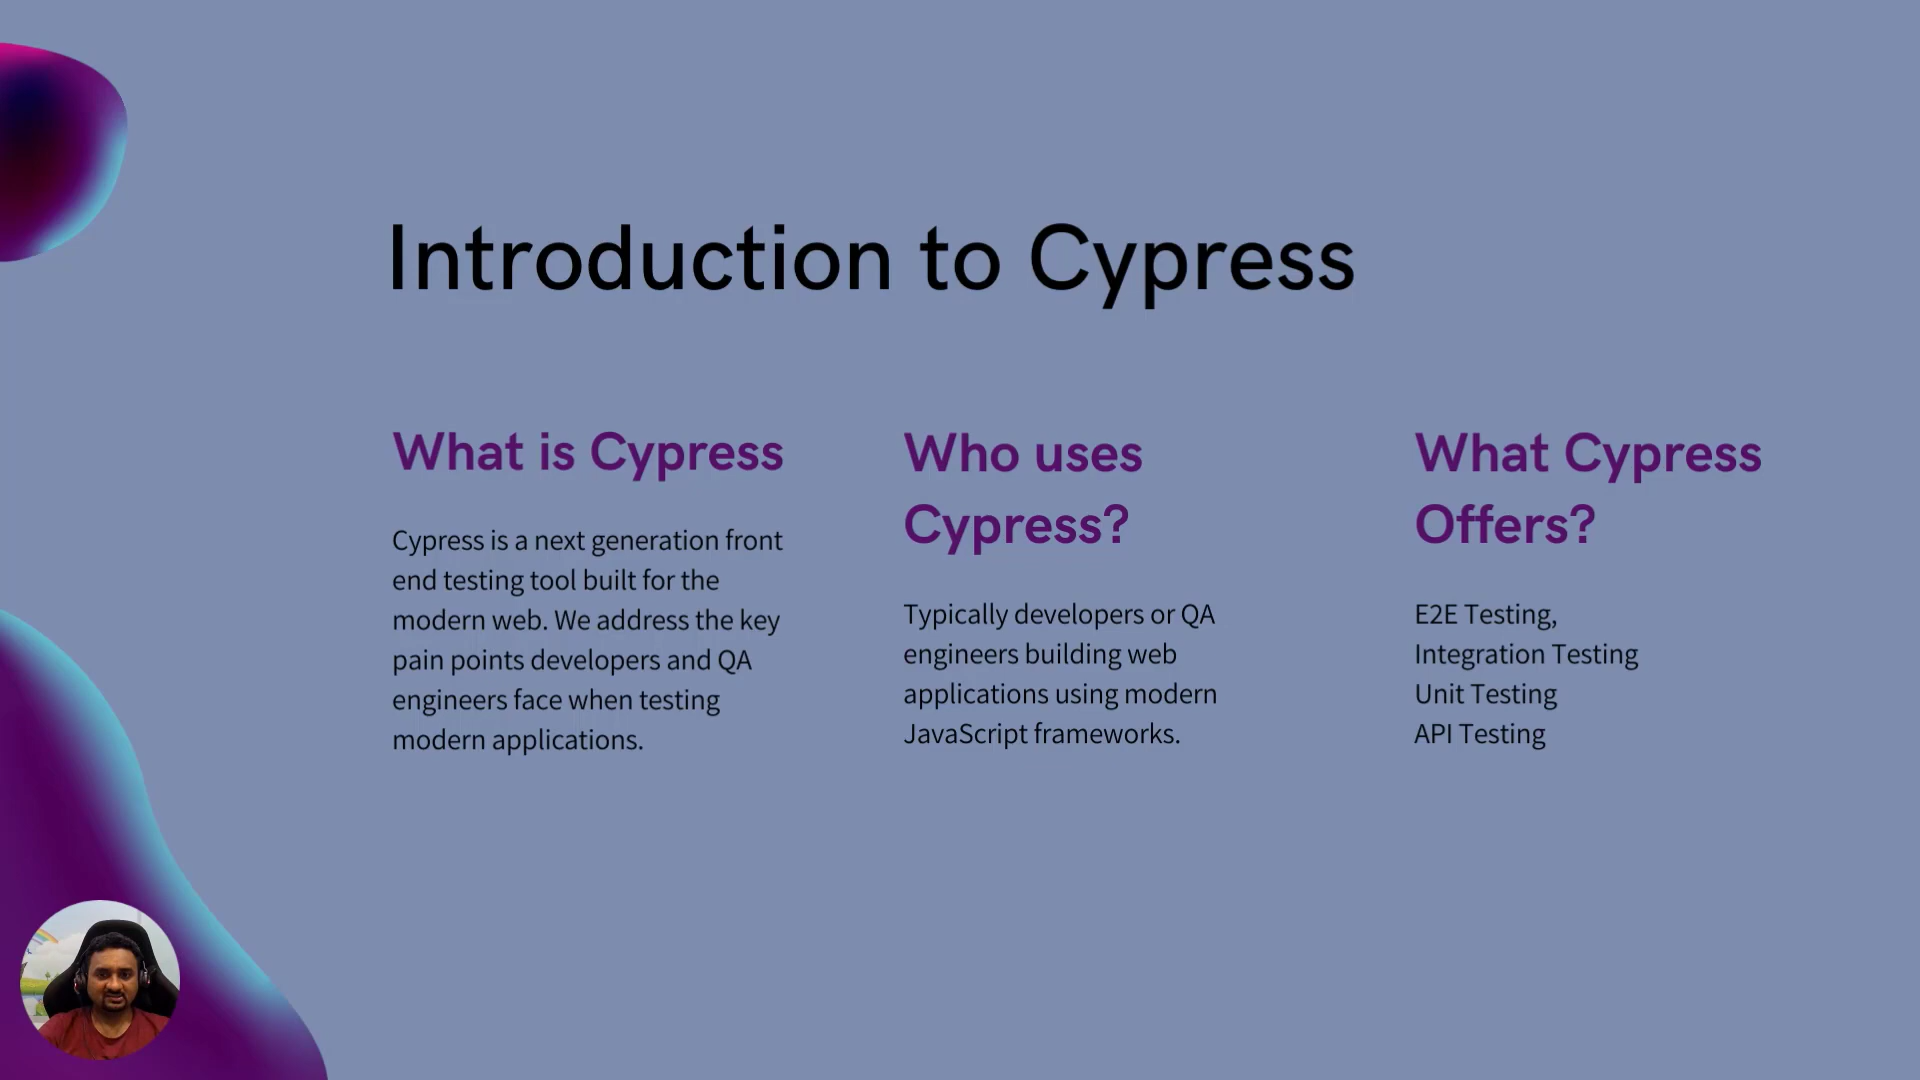 Introduction to Cypress
What is Cypress
Cypress is a next generation front
end testing tool built for the
modern web. We address the key
pain points developers and QA
engineers face when testing
modern applications.
Who uses
Cypress?
Typically developers or QA
engineers building web
applications using modern
JavaScript frameworks.
What Cypress
Offers?
E2E Testing,
Integration Testing
Unit Testing
API Testing